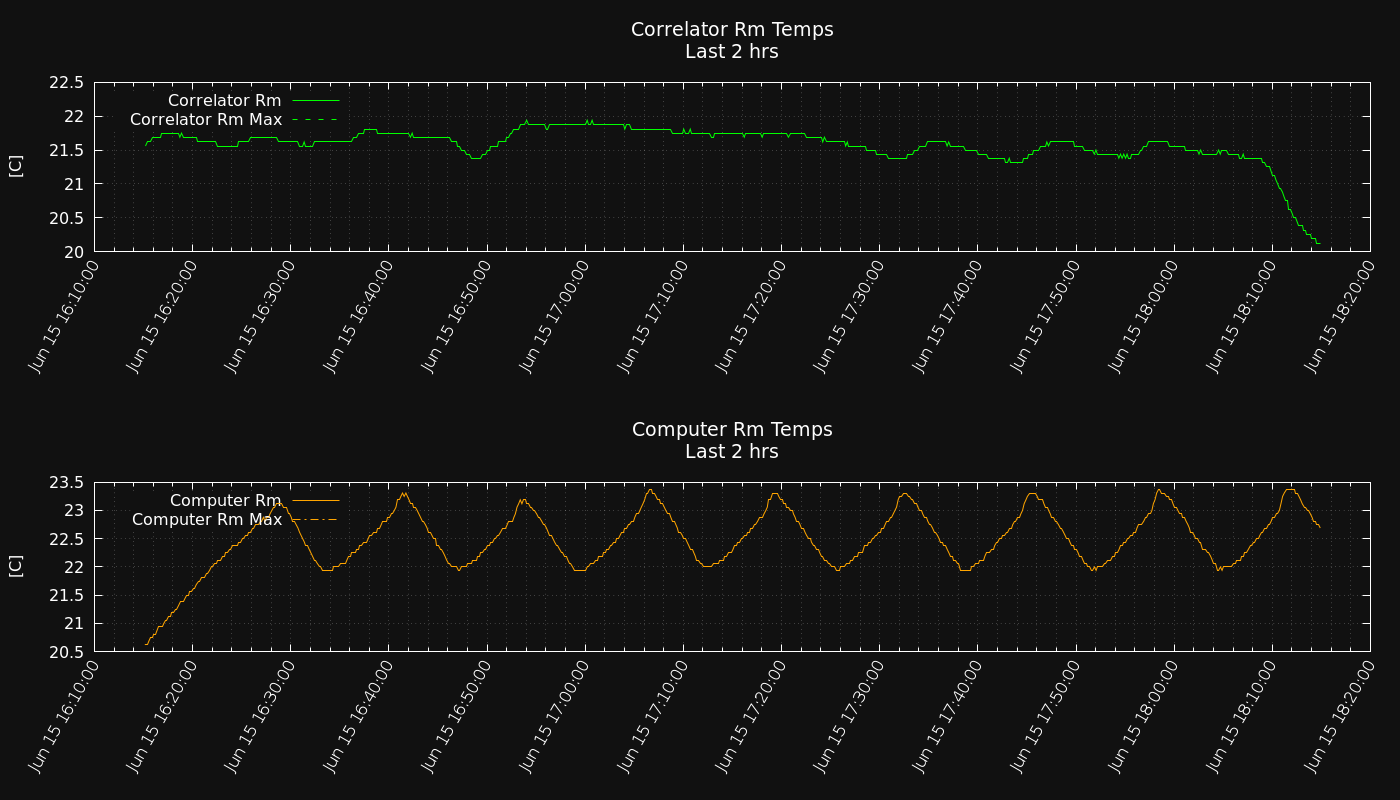 Correlator Rm Temps
Last 2 hrs
22.5
22
21.5
21
20.5
20
[C]
Correlator Rm
Correlator Rm Max
Jun 15 16:10:00
Jun 15 16:20:00
Jun 15 16:30:00
Jun 15 16:40:00
Jun 15 16:50:00
Jun 15 17:00:00
Jun 15 17:10:00
Jun 15 17:20:00
Jun 15 17:30:00
Jun 15 17:40:00
Jun 15 17:50:00
Jun 15 18:00:00
Jun 15 18:10:00
Jun 15 18:20:00
Computer Rm Temps
Last 2 hrs
23.5
23
22.5
22
21.5
21
20.5
[C]
Computer Rm
Computer Rm Max
Jun 15 16:10:00
Jun 15 16:20:00
Jun 15 16:30:00
Jun 15 16:40:00
Jun 15 16:50:00
Jun 15 17:00:00
Jun 15 17:10:00
Jun 15 17:20:00
Jun 15 17:30:00
Jun 15 17:40:00
Jun 15 17:50:00
Jun 15 18:00:00
Jun 15 18:10:00
Jun 15 18:20:00